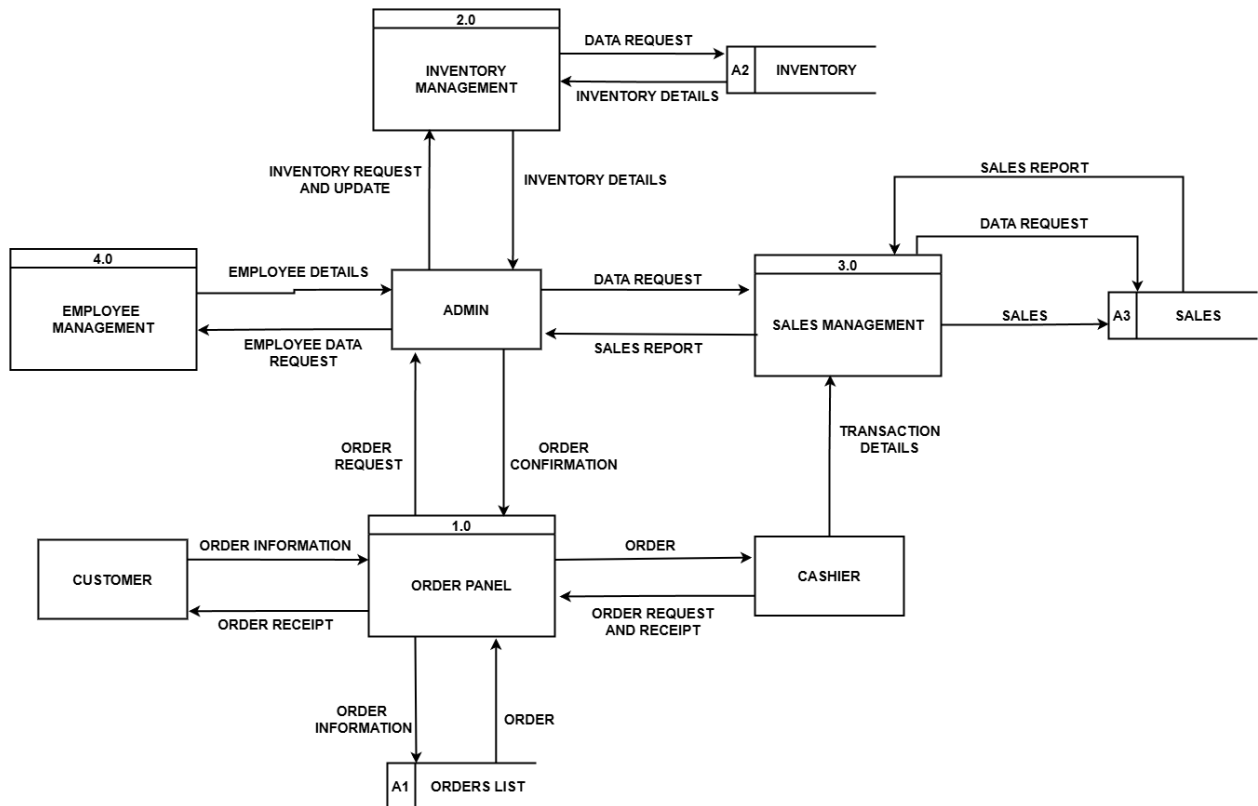 2.0
INVENTORY
MANAGEMENT
DATA REQUEST
A2
INVENTORY
INVENTORY DETAILS
INVENTORY REQUEST
AND UPDATE
INVENTORY DETAILS
SALES REPORT
DATA REQUEST
4.0
EMPLOYEE
MANAGEMENT
EMPLOYEE DETAILS
ADMIN
DATA REQUEST
3.0
SALES MANAGEMENT
SALES
A3
SALES
EMPLOYEE DATA
REQUEST
SALES REPORT
ORDER
REQUEST
ORDER
CONFIRMATION
TRANSACTION
DETAILS
1.0
ORDER PANEL
CUSTOMER
ORDER INFORMATION
ORDER
CASHIER
ORDER RECEIPT
ORDER REQUEST
AND RECEIPT
ORDER
INFORMATION
ORDER
A1
ORDERS LIST